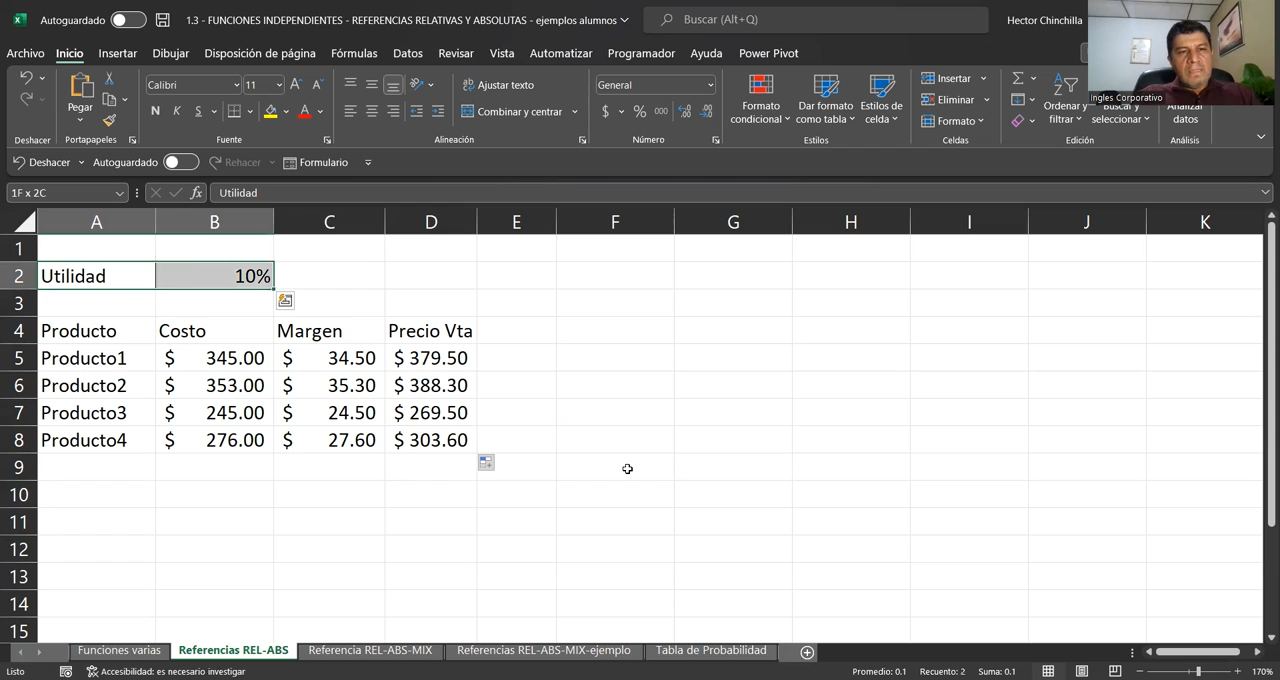 Autoguardado
1.3 - FUNCIONES INDEPENDIENTES - REFERENCIAS RELATIVAS Y ABSOLUTAS - ejemplos alumnos
Buscar (Alt+Q)
Hector Chinchilla
Archivo Inicio Insertar Dibujar Disposición de página Fórmulas Datos Revisar Vista Automatizar Programador Ayuda Power Pivot
Ingles Corporativo
Pegar
Calibri 11
N K S
Ajustar texto
Combinar y centrar
General
$ % 000
Formato condicional
Dar formato como tabla
Estilos de celda
Insertar
Eliminar
Formato
Ordenar y filtrar
Buscar y seleccionar
Analizar datos
Deshacer Portapapeles Fuente Alineación Número Estilos Celdas Edición Análisis
Deshacer Autoguardado Rehacer Formulario
1F x 2C fx Utilidad
A B C D E F G H I J K
1
2 Utilidad 10%
3
4 Producto Costo Margen Precio Vta
5 Producto1 $ 345.00 $ 34.50 $ 379.50
6 Producto2 $ 353.00 $ 35.30 $ 388.30
7 Producto3 $ 245.00 $ 24.50 $ 269.50
8 Producto4 $ 276.00 $ 27.60 $ 303.60
9
10
11
12
13
14
15
Funciones varias Referencias REL-ABS Referencia REL-ABS-MIX Referencias REL-ABS-MIX-ejemplo Tabla de Probabilidad
Listo Accesibilidad: es necesario investigar Promedio: 0.1 Recuento: 2 Suma: 0.1 170%